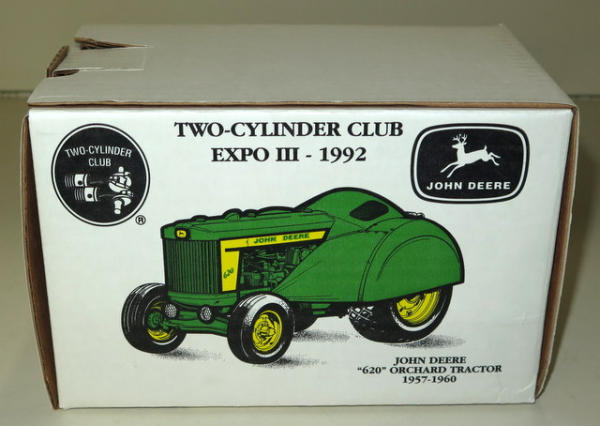 TWO-CYLINDER CLUB
EXPO III - 1992
TWO-CYLINDER
CLUB
®
JOHN DEERE
JOHN DEERE
620
JOHN DEERE
"620" ORCHARD TRACTOR
1957-1960